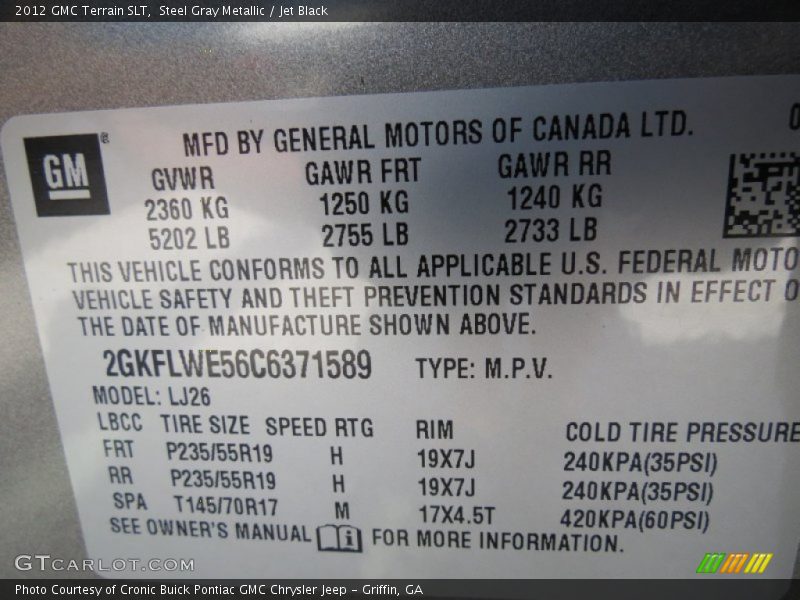 2012 GMC Terrain SLT,  Steel Gray Metallic / Jet Black
GM ®
MFD BY GENERAL MOTORS OF CANADA LTD.
GVWR GAWR FRT GAWR RR
2360 KG 1250 KG 1240 KG
5202 LB 2755 LB 2733 LB
THIS VEHICLE CONFORMS TO ALL APPLICABLE U.S. FEDERAL MOTO
VEHICLE SAFETY AND THEFT PREVENTION STANDARDS IN EFFECT O
THE DATE OF MANUFACTURE SHOWN ABOVE.
2GKFLWE56C6371589 TYPE: M.P.V.
MODEL: LJ26
LBCC TIRE SIZE SPEED RTG RIM COLD TIRE PRESSURE
FRT P235/55R19 H 19X7J 240KPA(35PSI)
RR P235/55R19 H 19X7J 240KPA(35PSI)
SPA T145/70R17 M 17X4.5T 420KPA(60PSI)
SEE OWNER'S MANUAL i FOR MORE INFORMATION.
GTCARLOT.COM
Photo Courtesy of Cronic Buick Pontiac GMC Chrysler Jeep - Griffin, GA